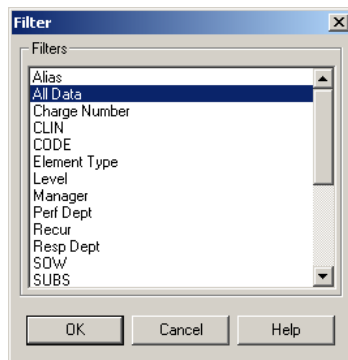 Filter
Filters
Alias
All Data
Charge Number
CLIN
CODE
Element Type
Level
Manager
Perf Dept
Recur
Resp Dept
SOW
SUBS
OK Cancel Help